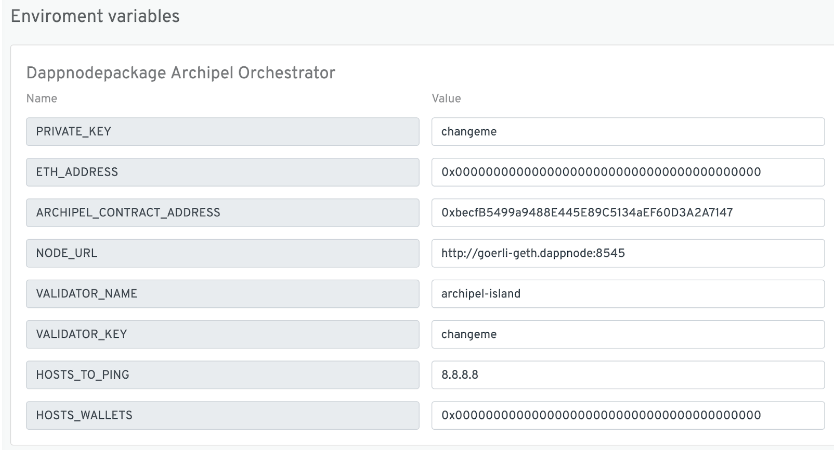 Enviroment variables
Dappnodepackage Archipel Orchestrator
Name Value
PRIVATE_KEY changeme
ETH_ADDRESS 0x0000000000000000000000000000000000000000
ARCHIPEL_CONTRACT_ADDRESS 0xbecfB5499a9488E445E89C5134aEF60D3A2A7147
NODE_URL http://goerli-geth.dappnode:8545
VALIDATOR_NAME archipel-island
VALIDATOR_KEY changeme
HOSTS_TO_PING 8.8.8.8
HOSTS_WALLETS 0x0000000000000000000000000000000000000000